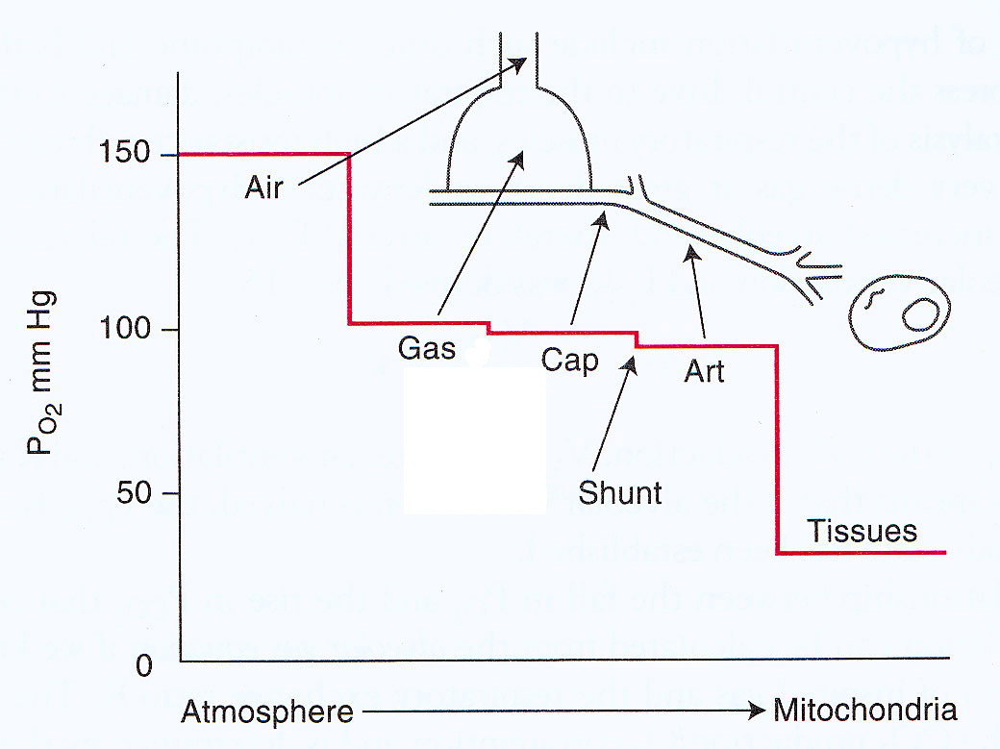 150
Air
100
Gas
Cap
Art
PO2 mm Hg
50
Shunt
Tissues
0
Atmosphere
Mitochondria